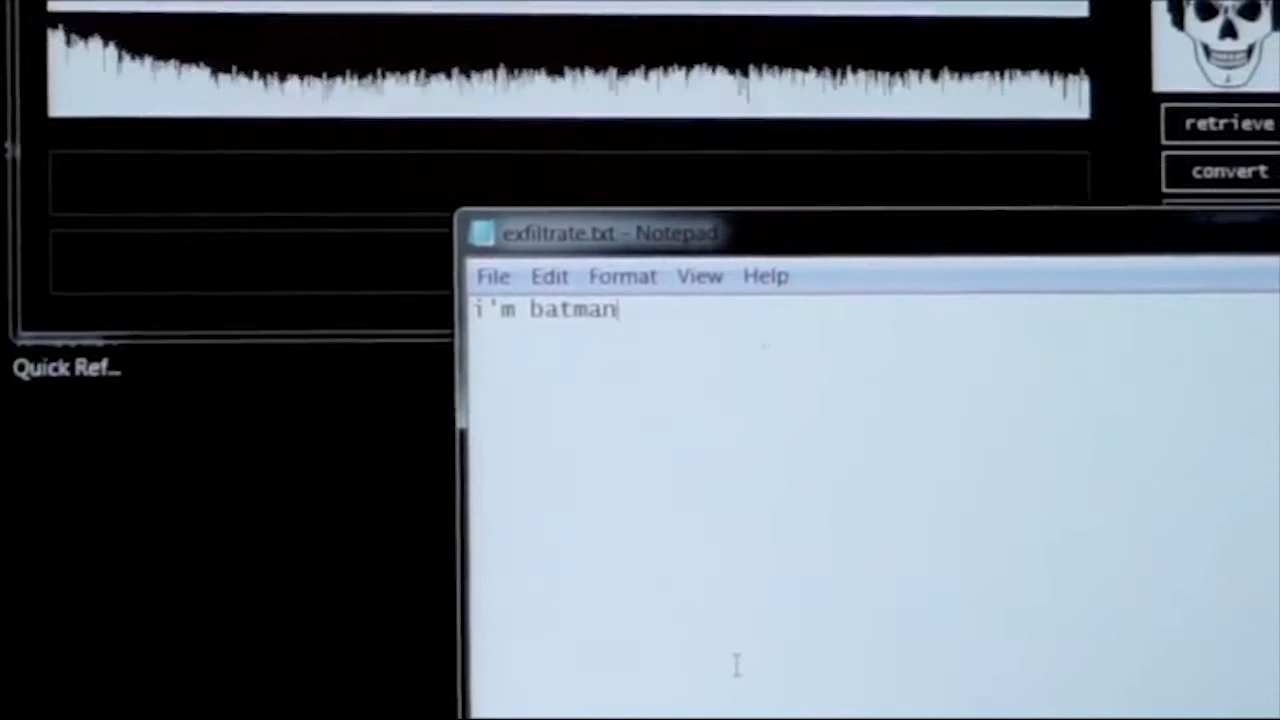 retrieve
convert
exfiltrate.txt - Notepad
File Edit Format View Help
i'm batman
Quick Ref...